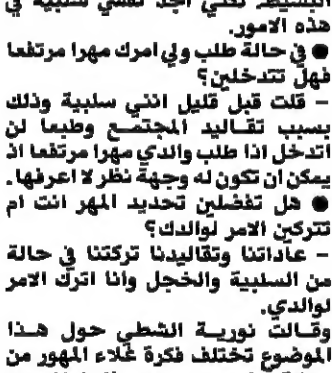 البسيطة لكني اجد نفسي سلبية في
هذه الامور.
● في حالة طلب ولي امرك مهرا مرتفعا
فهل تتدخلين؟
– قلت قبل قليل انني سلبية وذلك
بسبب تقاليد المجتمع وطبعا لن
اتدخل اذا طلب والدي مهرا مرتفعا اذ
يمكن ان تكون له وجهة نظر لا اعرفها.
● هل تفضلين تحديد المهر انت ام
تتركين الامر لوالدك؟
– عاداتنا وتقاليدنا تركتنا في حالة
من السلبية والخجل وانا اترك الامر
لوالدي.
وقالت نورية الشطي حول هذا
الموضوع تختلف فكرة غلاء المهور من